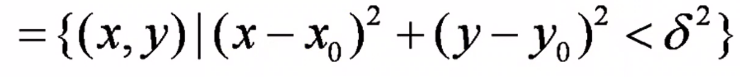 ={(x,y)|(x−x₀)²+(y−y₀)²<δ²}